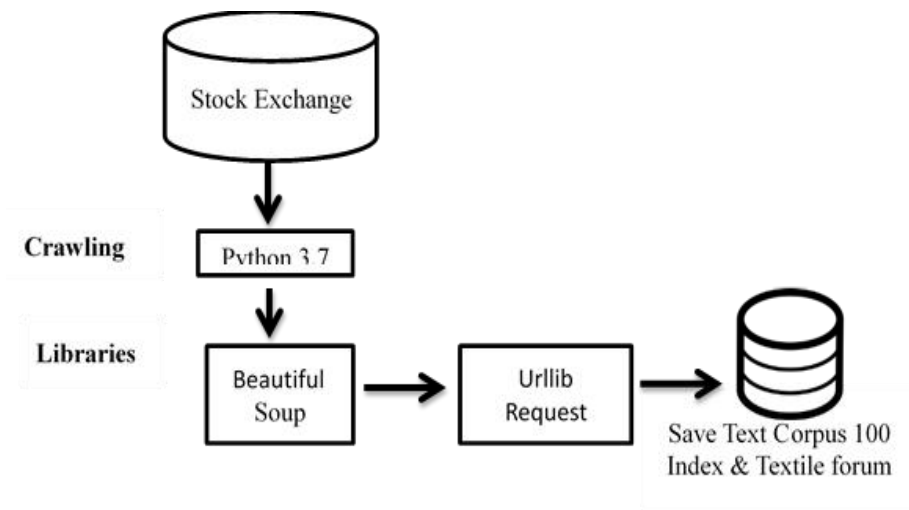 Stock Exchange
Crawling
Python 3.7
Libraries
Beautiful
Soup
Urllib
Request
Save Text Corpus 100
Index & Textile forum